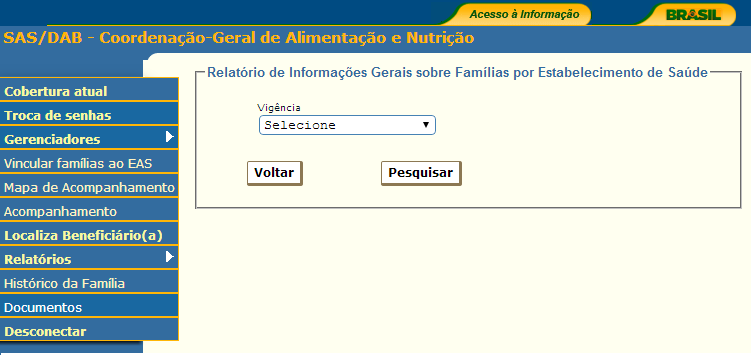 Acesso à Informação
BRASIL
SAS/DAB - Coordenação-Geral de Alimentação e Nutrição
Cobertura atual
Troca de senhas
Gerenciadores
Vincular famílias ao EAS
Mapa de Acompanhamento
Acompanhamento
Localiza Beneficiário(a)
Relatórios
Histórico da Família
Documentos
Desconectar
Relatório de Informações Gerais sobre Famílias por Estabelecimento de Saúde
Vigência
Selecione
Voltar
Pesquisar